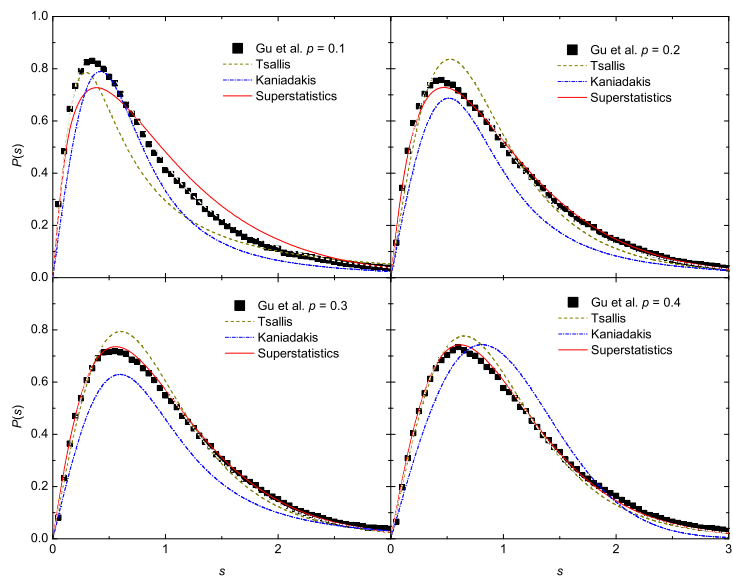 1.0
0.8
0.6
0.4
0.2
0.0
P(s)
Gu et al. p = 0.1
Tsallis
Kaniadakis
Superstatistics
Gu et al. p = 0.2
Tsallis
Kaniadakis
Superstatistics
0.8
0.6
0.4
0.2
0.0
P(s)
Gu et al. p = 0.3
Tsallis
Kaniadakis
Superstatistics
Gu et al. p = 0.4
Tsallis
Kaniadakis
Superstatistics
0 1 2 0 1 2 3
s s